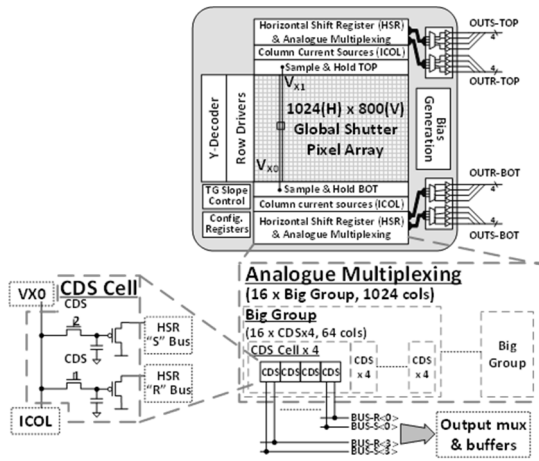 Horizontal Shift Register (HSR)
& Analogue Multiplexing
Column Current Sources (ICOL)
Sample & Hold TOP
VX1
1024(H) x 800(V)
Global Shutter
Pixel Array
VX0
Y-Decoder
Row Drivers
Bias
Generation
TG Slope
Control
Config.
Registers
Sample & Hold BOT
Column current sources (ICOL)
Horizontal Shift Register (HSR)
& Analogue Multiplexing
OUTS-TOP
4
4
OUTR-TOP
OUTR-BOT
4
4
OUTS-BOT
CDS Cell
VX0
CDS
HSR
"S" Bus
CDS
HSR
"R" Bus
ICOL
Analogue Multiplexing
(16 x Big Group, 1024 cols)
Big Group
(16 x CDSx4, 64 cols)
CDS Cell x 4
CDS CDS CDS CDS
CDS
x 4
CDS
x 4
Big
Group
BUS-R<0>
BUS-S<0>
BUS-R<3>
BUS-S<3>
Output mux
& buffers